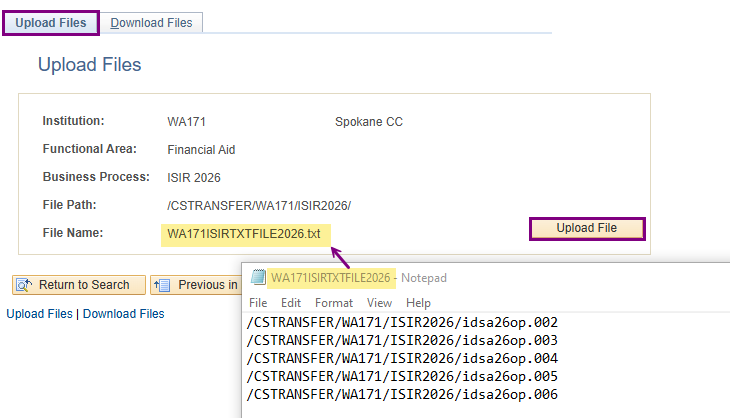 Upload Files
Download Files
Upload Files
Institution: WA171 Spokane CC
Functional Area: Financial Aid
Business Process: ISIR 2026
File Path: /CSTRANSFER/WA171/ISIR2026/
File Name: WA171ISIRTXTFILE2026.txt
Upload File
Return to Search
Previous in
Upload Files | Download Files
WA171ISIRTXTFILE2026 - Notepad
File Edit Format View Help
/CSTRANSFER/WA171/ISIR2026/idsa26op.002
/CSTRANSFER/WA171/ISIR2026/idsa26op.003
/CSTRANSFER/WA171/ISIR2026/idsa26op.004
/CSTRANSFER/WA171/ISIR2026/idsa26op.005
/CSTRANSFER/WA171/ISIR2026/idsa26op.006